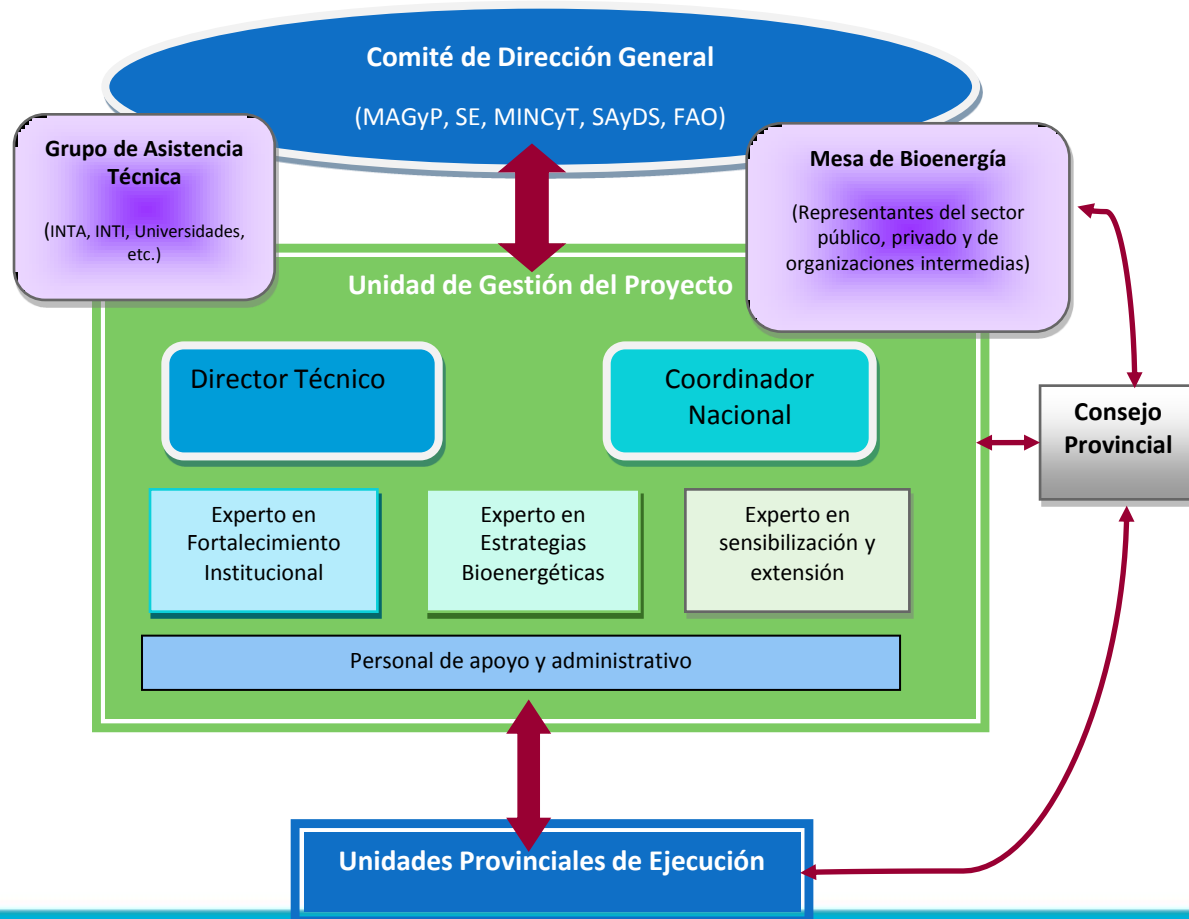 Comité de Dirección General
(MAGyP, SE, MINCyT, SAyDS, FAO)
Grupo de Asistencia
Técnica
(INTA, INTI, Universidades,
etc.)
Mesa de Bioenergía
(Representantes del sector
público, privado y de
organizaciones intermedias)
Unidad de Gestión del Proyecto
Director Técnico
Coordinador
Nacional
Consejo
Provincial
Experto en
Fortalecimiento
Institucional
Experto en
Estrategias
Bioenergéticas
Experto en
sensibilización y
extensión
Personal de apoyo y administrativo
Unidades Provinciales de Ejecución